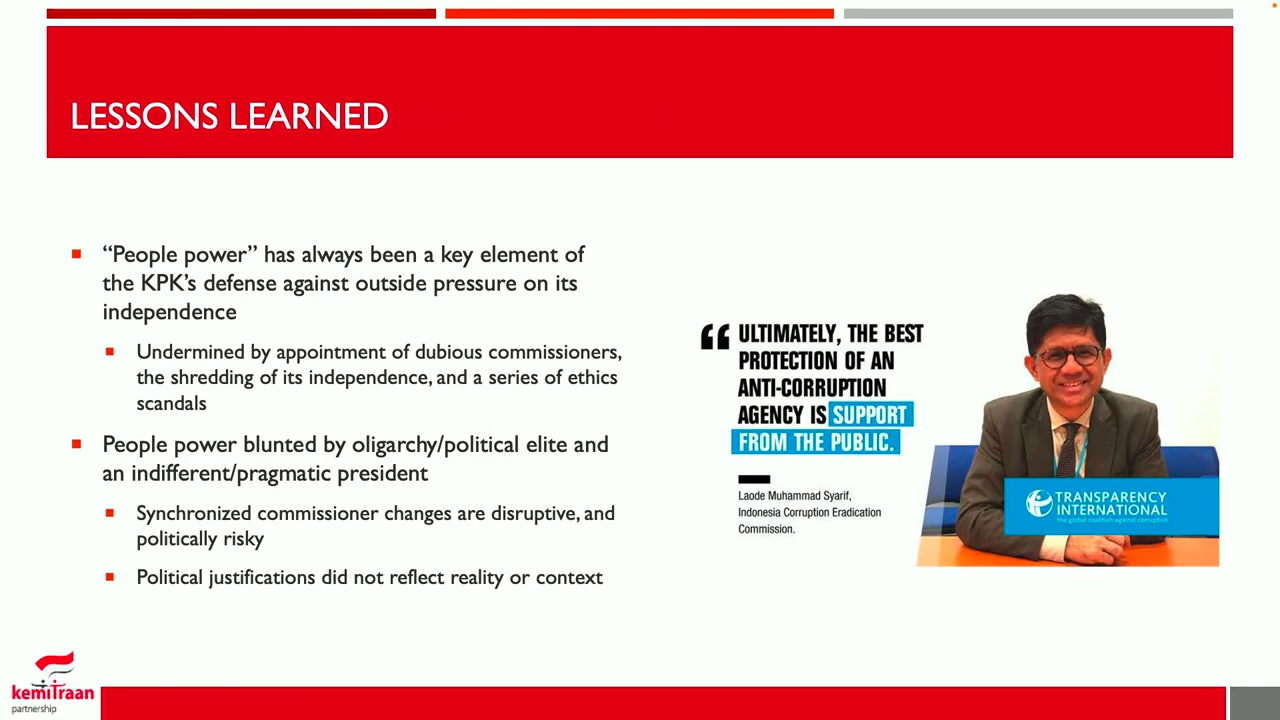 LESSONS LEARNED
“People power” has always been a key element of
the KPK’s defense against outside pressure on its
independence
Undermined by appointment of dubious commissioners,
the shredding of its independence, and a series of ethics
scandals
People power blunted by oligarchy/political elite and
an indifferent/pragmatic president
Synchronized commissioner changes are disruptive, and
politically risky
Political justifications did not reflect reality or context
“ ULTIMATELY, THE BEST
PROTECTION OF AN
ANTI-CORRUPTION
AGENCY IS SUPPORT
FROM THE PUBLIC.
Laode Muhammad Syarif,
Indonesia Corruption Eradication
Commission.
TRANSPARENCY
INTERNATIONAL
the global coalition against corruption
kemitraan
partnership